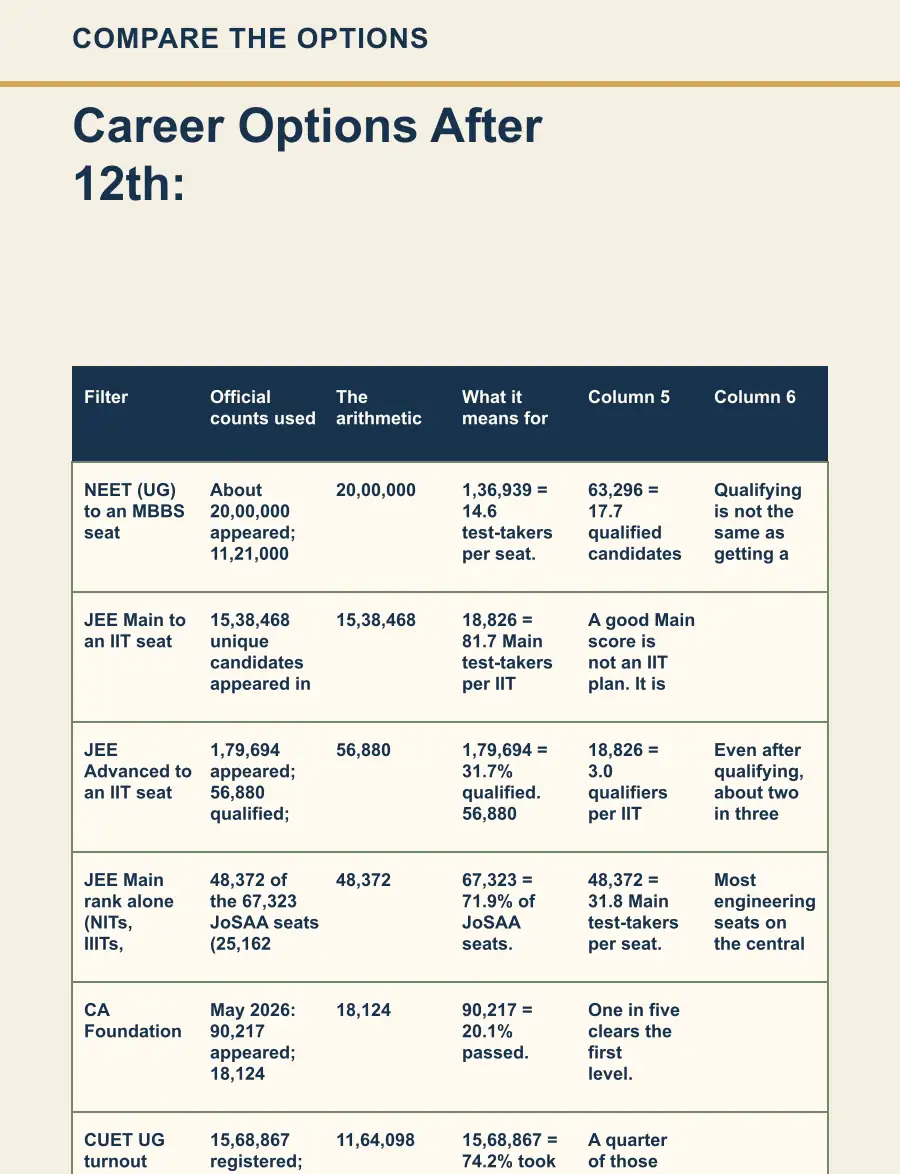 COMPARE THE OPTIONS
Career Options After
12th:
Filter
Official
counts used
The
arithmetic
What it
means for
Column 5
Column 6
NEET (UG)
to an MBBS
seat
About
20,00,000
appeared;
11,21,000
20,00,000
1,36,939 =
14.6
test-takers
per seat.
63,296 =
17.7
qualified
candidates
Qualifying
is not the
same as
getting a
JEE Main to
an IIT seat
15,38,468
unique
candidates
appeared in
15,38,468
18,826 =
81.7 Main
test-takers
per IIT
A good Main
score is
not an IIT
plan. It is
JEE
Advanced to
an IIT seat
1,79,694
appeared;
56,880
qualified;
56,880
1,79,694 =
31.7%
qualified.
56,880
18,826 =
3.0
qualifiers
per IIT
Even after
qualifying,
about two
in three
JEE Main
rank alone
(NITs,
IIITs,
48,372 of
the 67,323
JoSAA seats
(25,162
48,372
67,323 =
71.9% of
JoSAA
seats.
48,372 =
31.8 Main
test-takers
per seat.
Most
engineering
seats on
the central
CA
Foundation
May 2026:
90,217
appeared;
18,124
18,124
90,217 =
20.1%
passed.
One in five
clears the
first
level.
CUET UG
turnout
15,68,867
registered;
11,64,098
15,68,867 =
74.2% took
A quarter
of those